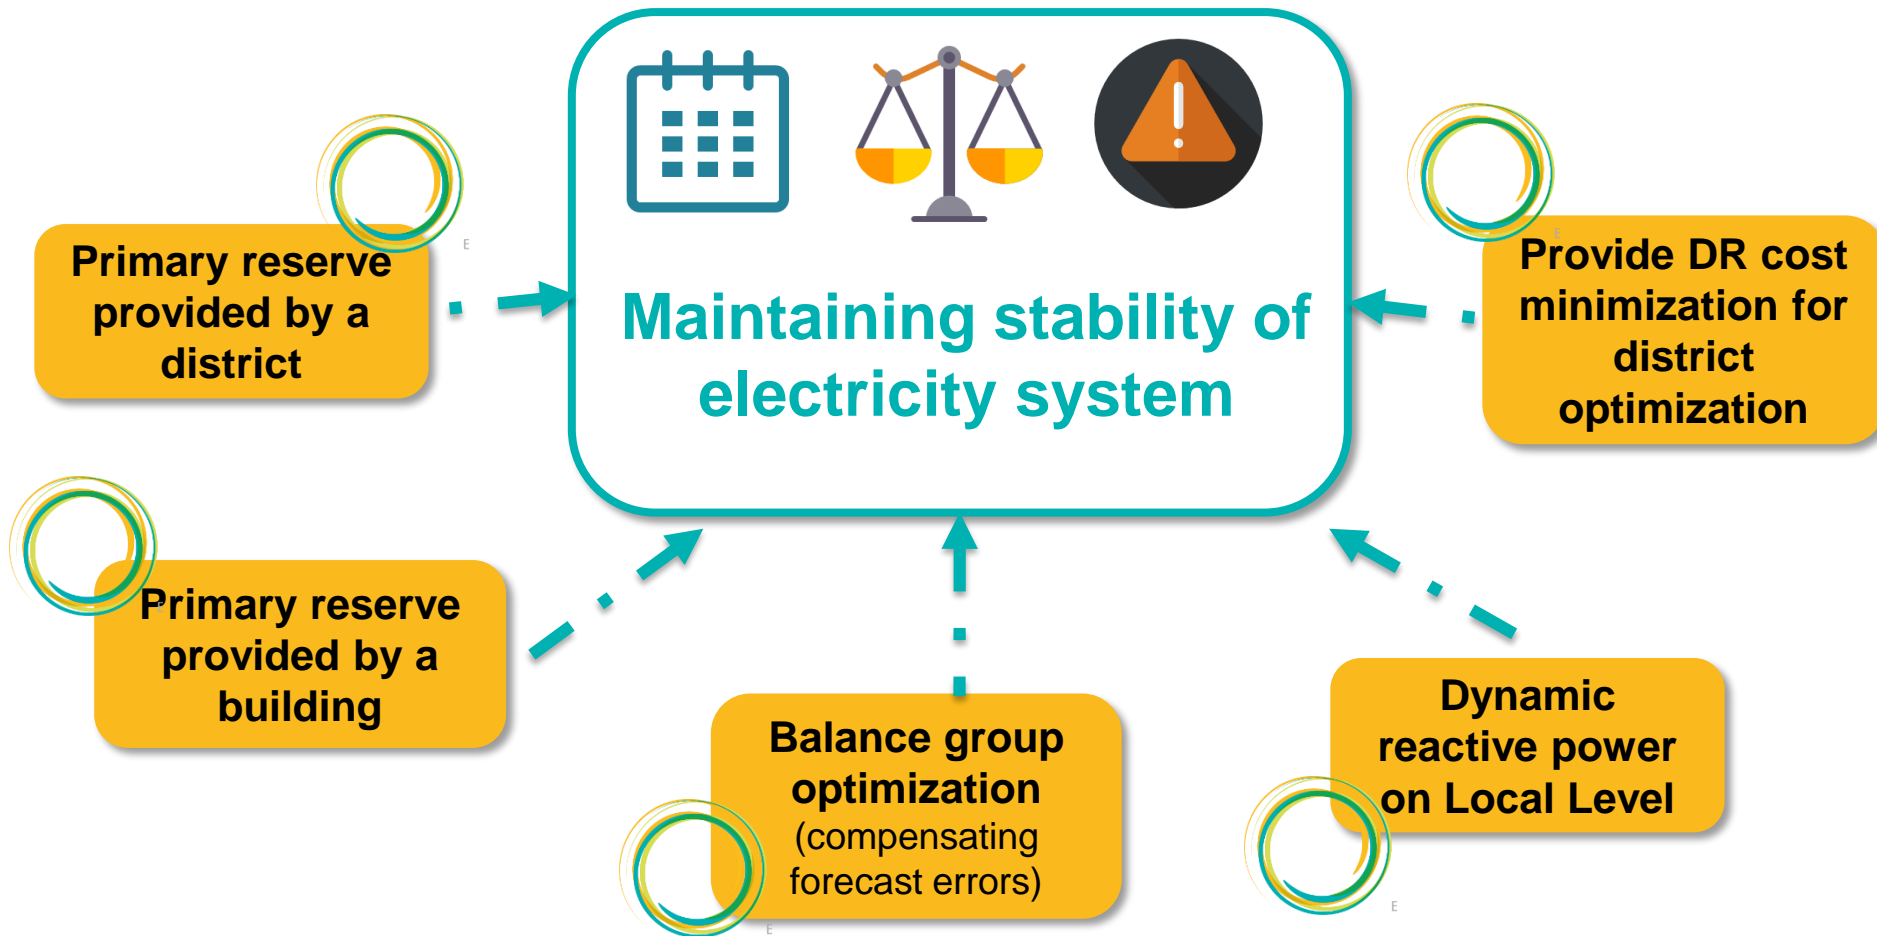 Maintaining stability of
electricity system
Primary reserve
provided by a
district
E
Provide DR cost
minimization for
district
optimization
E
Primary reserve
provided by a
building
E
Balance group
optimization
(compensating
forecast errors)
E
Dynamic
reactive power
on Local Level
E